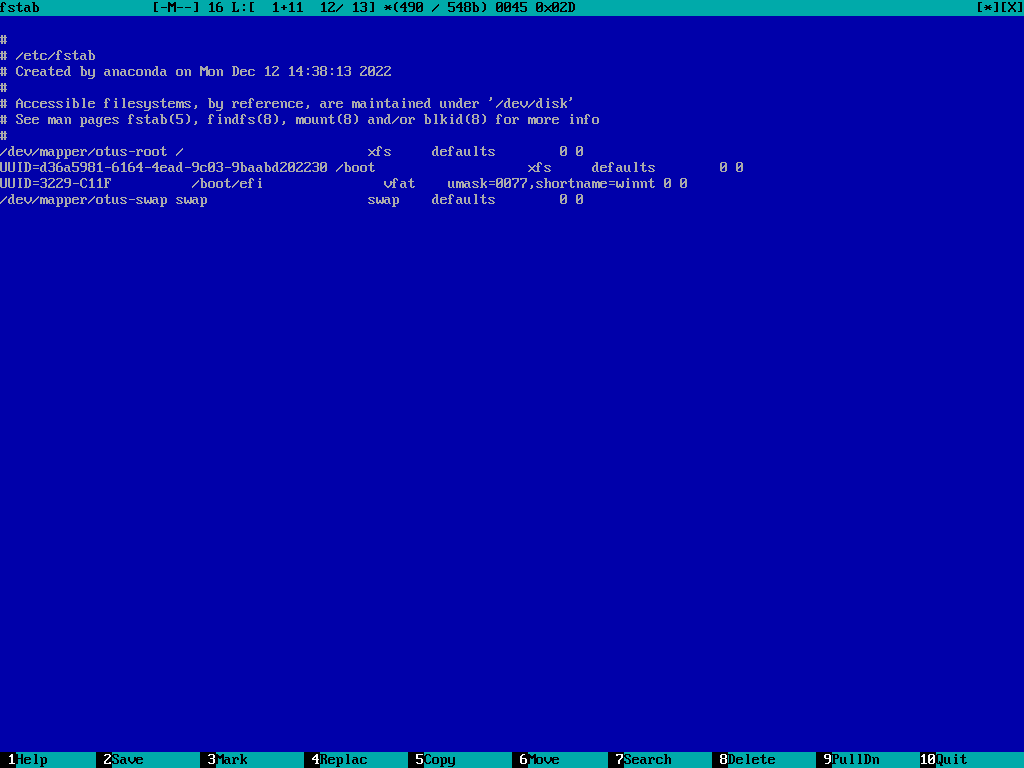 fstab [-M--] 16 L:[ 1+11 12/ 13] *(490 / 548b) 0045 0x02D [*][X]
#
# /etc/fstab
# Created by anaconda on Mon Dec 12 14:38:13 2022
#
# Accessible filesystems, by reference, are maintained under '/dev/disk'
# See man pages fstab(5), findfs(8), mount(8) and/or blkid(8) for more info
#
/dev/mapper/otus-root / xfs defaults 0 0
UUID=d36a5981-6164-4ead-9c03-9baabd202230 /boot xfs defaults 0 0
UUID=3229-C11F /boot/efi vfat umask=0077,shortname=winnt 0 0
/dev/mapper/otus-swap swap swap defaults 0 0
1Help 2Save 3Mark 4Replac 5Copy 6Move 7Search 8Delete 9PullDn 10Quit